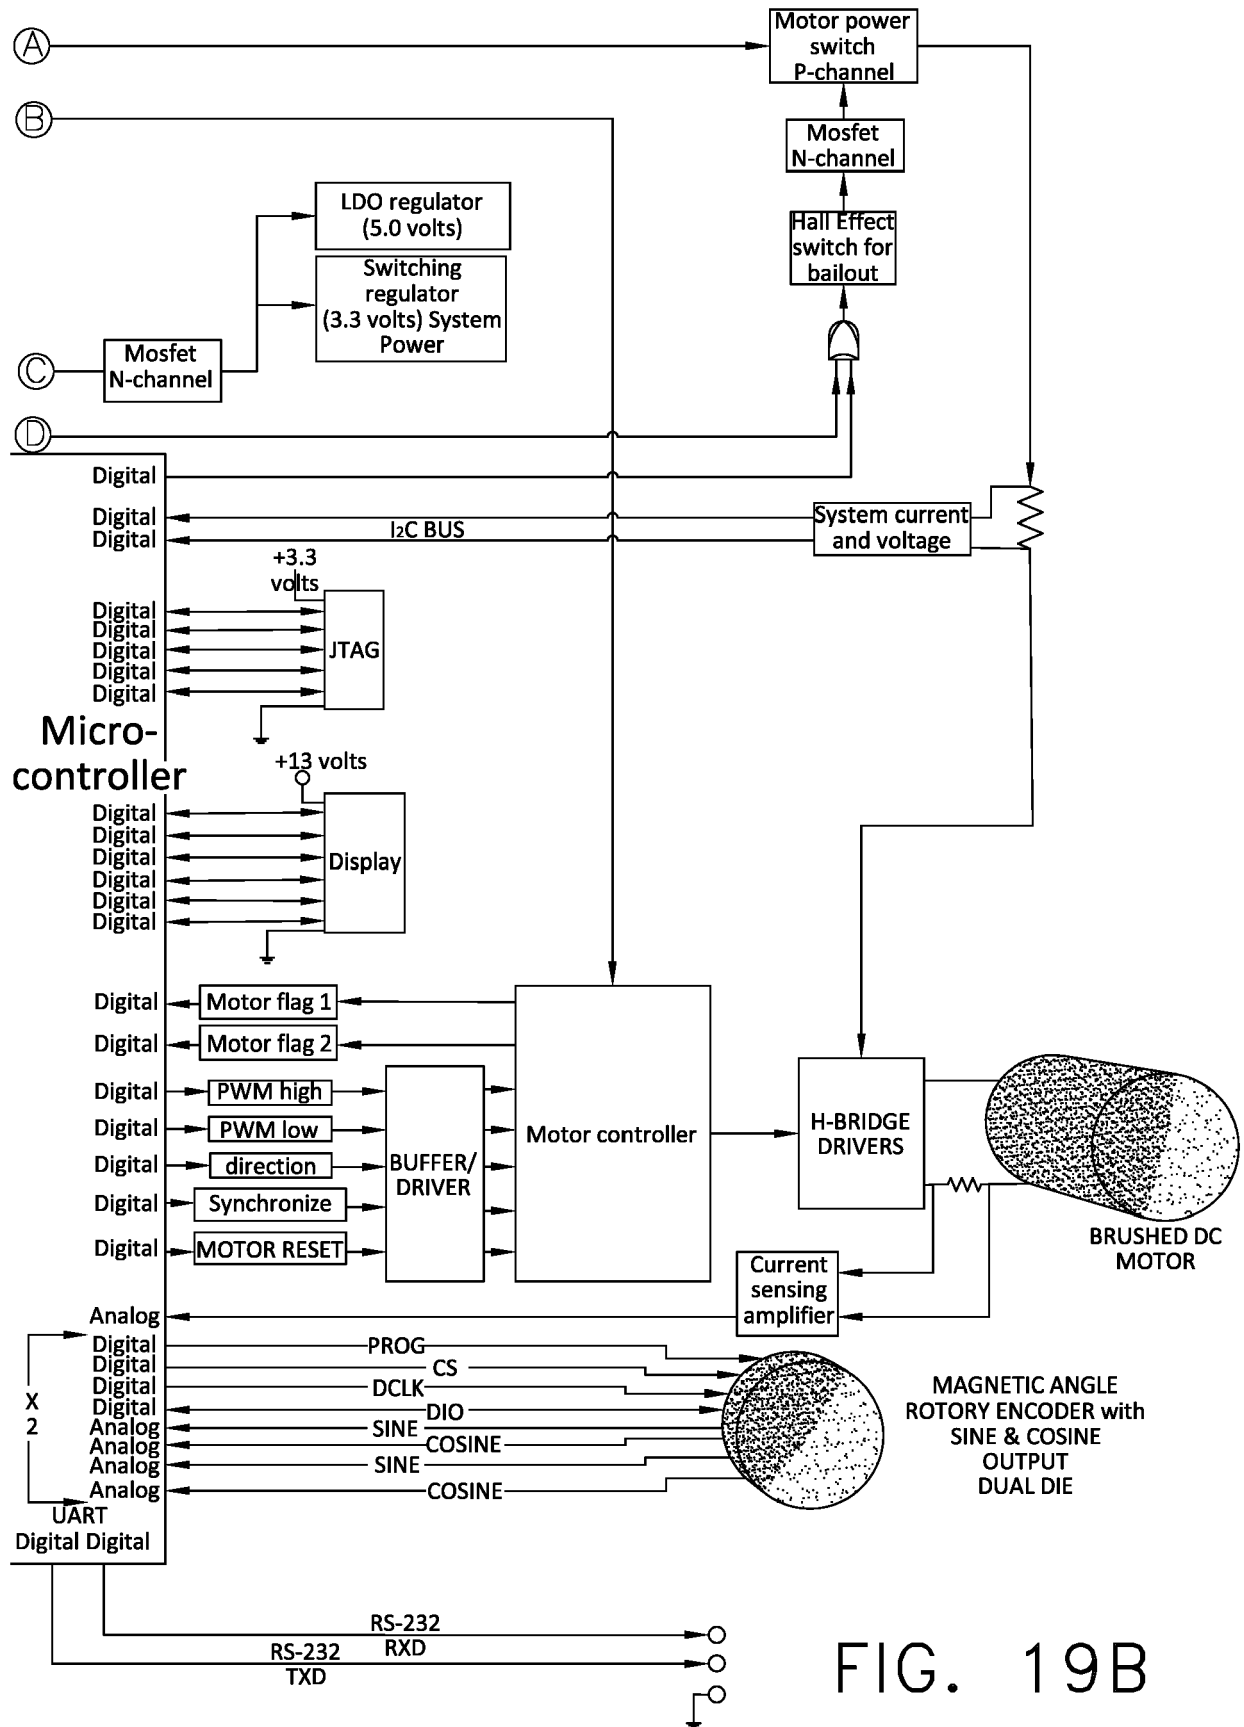 A
Motor power
switch
P-channel
B
Mosfet
N-channel
LDO regulator
(5.0 volts)
Hall Effect
switch for
bailout
Switching
regulator
(3.3 volts) System
Power
C
Mosfet
N-channel
D
Digital
Digital
System current
and voltage
I2C BUS
Digital
+3.3
volts
Digital
Digital
Digital
Digital
Digital
JTAG
Micro-
controller
+13 volts
Digital
Digital
Digital
Digital
Digital
Digital
Display
Digital
Motor flag 1
Digital
Motor flag 2
Digital
PWM high
Digital
PWM low
Digital
direction
Digital
Synchronize
Digital
MOTOR RESET
BUFFER/
DRIVER
Motor controller
H-BRIDGE
DRIVERS
BRUSHED DC
MOTOR
Current
sensing
amplifier
Analog
Digital
PROG
Digital
CS
Digital
DCLK
Digital
DIO
Analog
SINE
Analog
COSINE
Analog
SINE
Analog
COSINE
X
2
MAGNETIC ANGLE
ROTORY ENCODER with
SINE & COSINE
OUTPUT
DUAL DIE
UART
Digital Digital
RS-232
RXD
RS-232
TXD
FIG. 19B